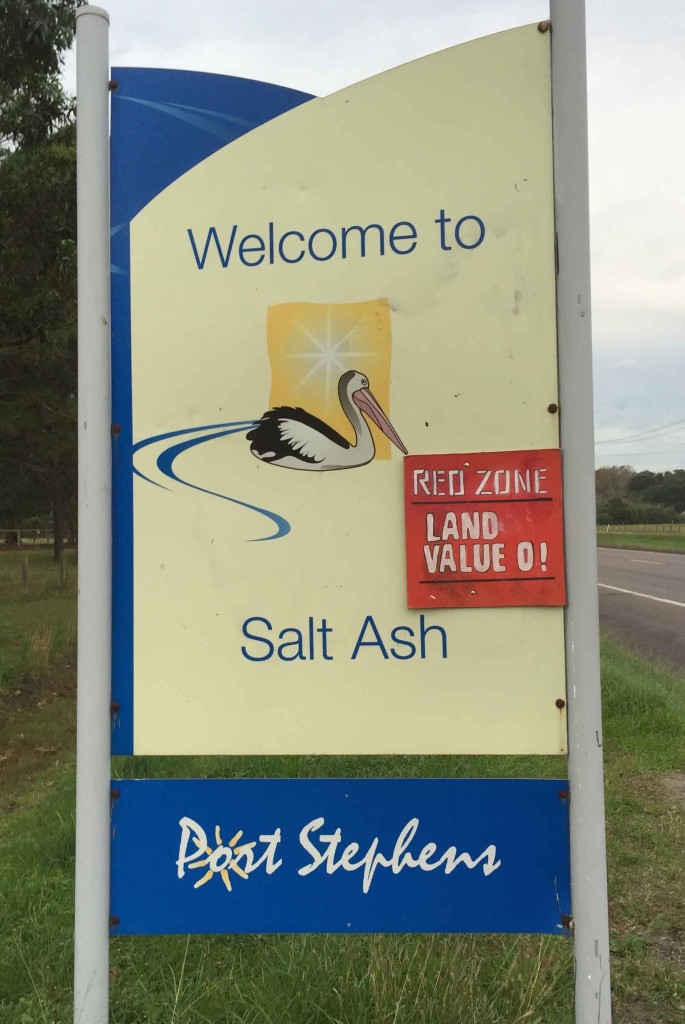 Welcome to
RED ZONE
LAND
VALUE 0!
Salt Ash
Port Stephens